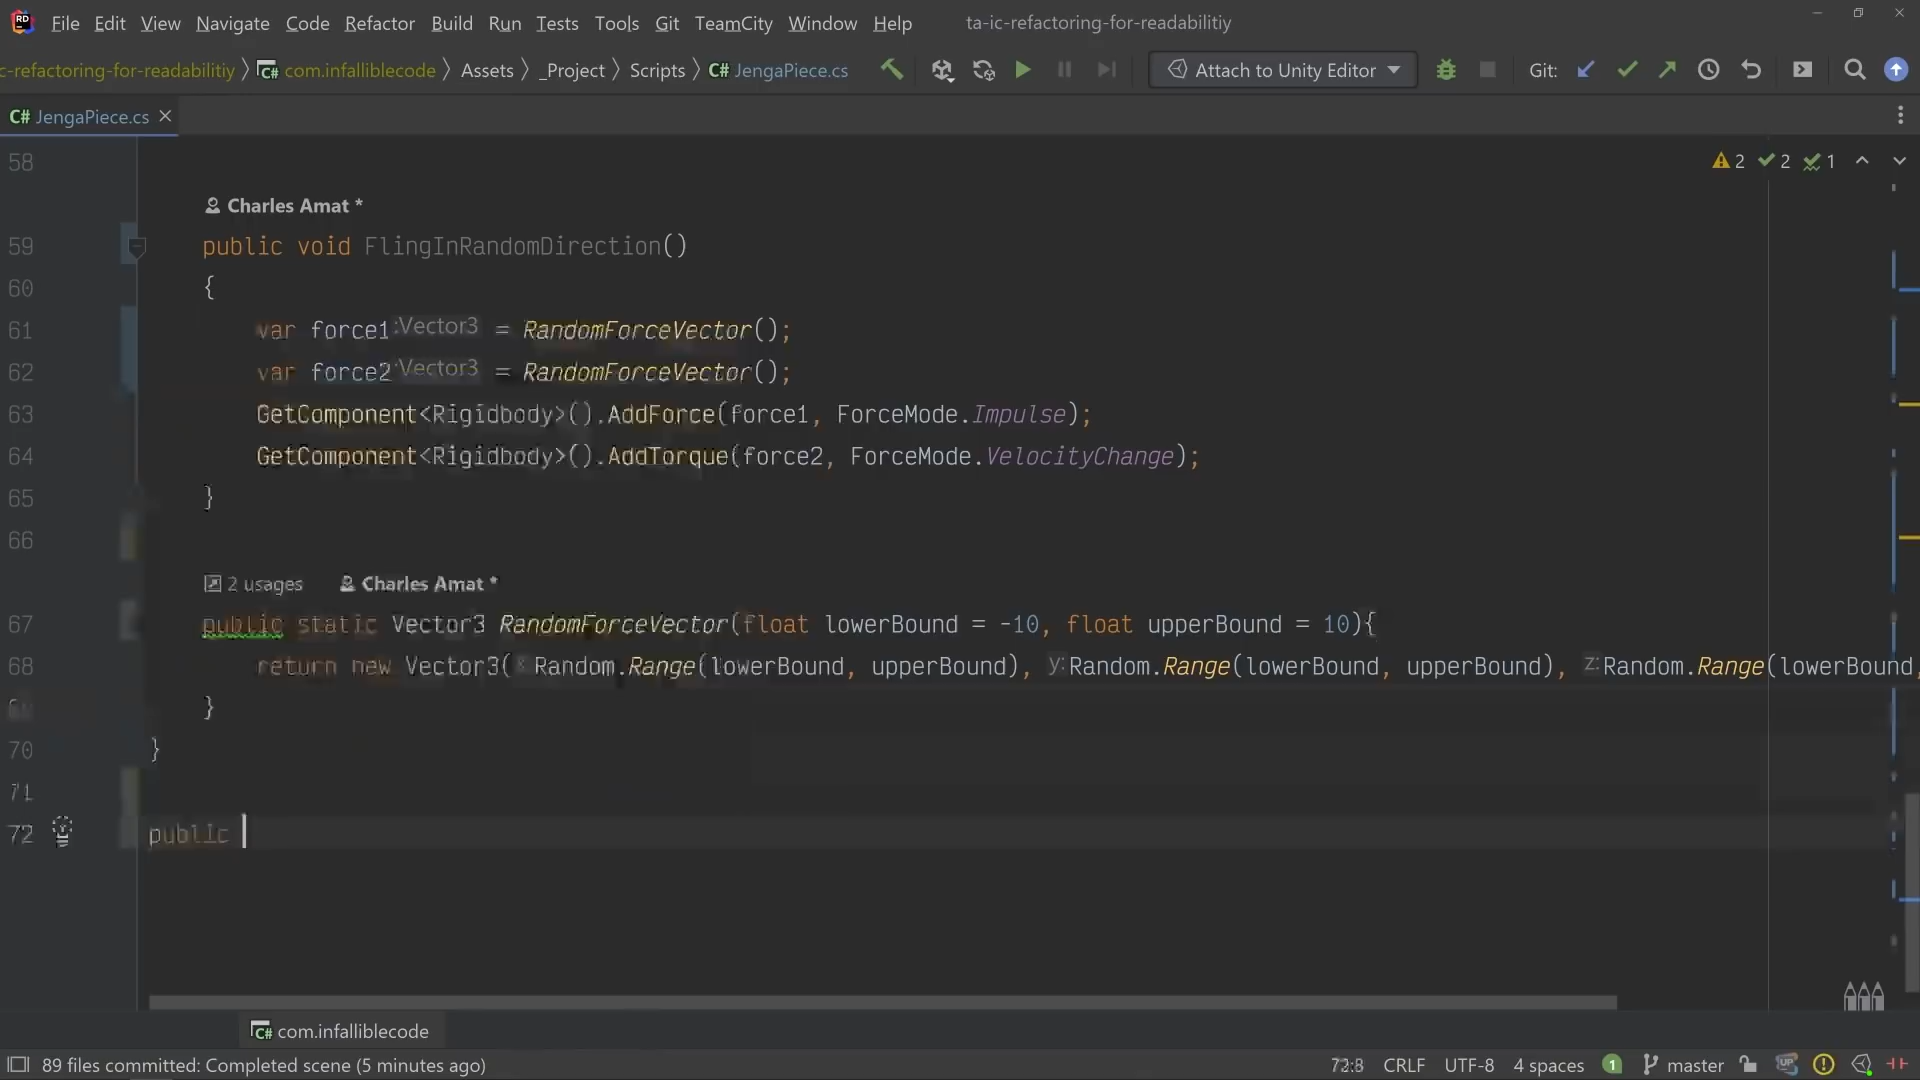 File Edit View Navigate Code Refactor Build Run Tests Tools Git TeamCity Window Help ta-ic-refactoring-for-readabilitiy
c-refactoring-for-readabilitiy com.infalliblecode Assets _Project Scripts C# JengaPiece.cs Attach to Unity Editor Git:
C# JengaPiece.cs
58 2 2 1
Charles Amat *
59 public void FlingInRandomDirection()
60 {
61 var force1 :Vector3 = RandomForceVector();
62 var force2 :Vector3 = RandomForceVector();
63 GetComponent<Rigidbody>().AddForce(force1, ForceMode.Impulse);
64 GetComponent<Rigidbody>().AddTorque(force2, ForceMode.VelocityChange);
65 }
66
2 usages Charles Amat *
67 public static Vector3 RandomForceVector(float lowerBound = -10, float upperBound = 10){
68 return new Vector3( x: Random.Range(lowerBound, upperBound), y: Random.Range(lowerBound, upperBound), z: Random.Range(lowerBound,
}
70 }
71
72 public
com.infalliblecode
89 files committed: Completed scene (5 minutes ago) 72:8 CRLF UTF-8 4 spaces 1 master